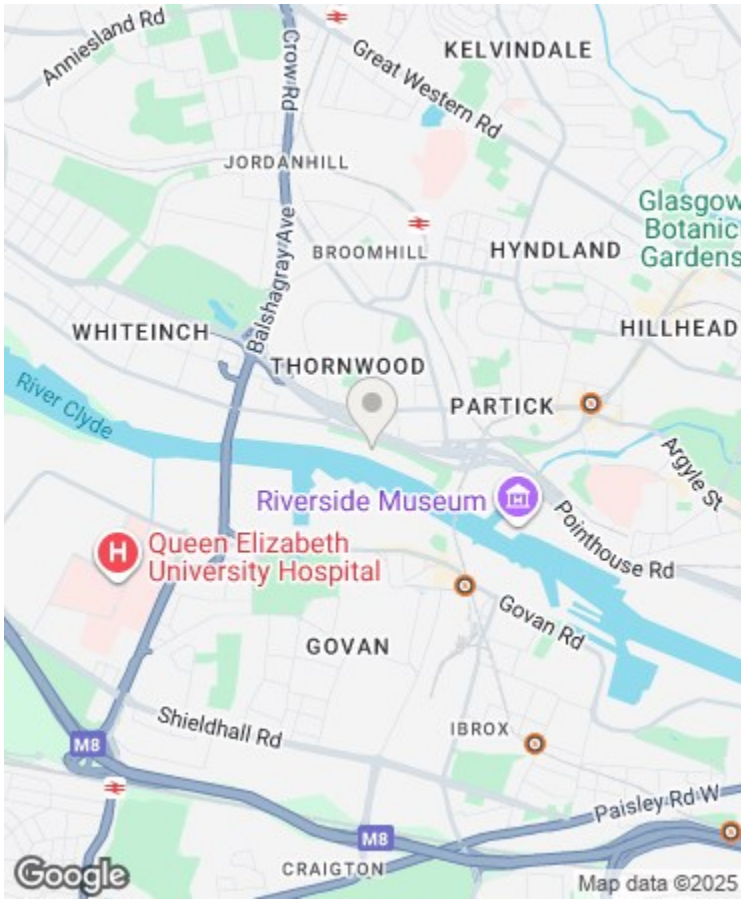 Anniesland Rd
Crow Rd
Great Western Rd
KELVINDALE
JORDANHILL
Glasgow
Botanic
Gardens
BROOMHILL
HYNDLAND
Balshagray Ave
WHITEINCH
HILLHEAD
THORNWOOD
River Clyde
PARTICK
Argyle St
Riverside Museum
Pointhouse Rd
H
Queen Elizabeth
University Hospital
Govan Rd
GOVAN
Shieldhall Rd
IBROX
M8
Paisley Rd W
M8
CRAIGTON
Google
Map data ©2025